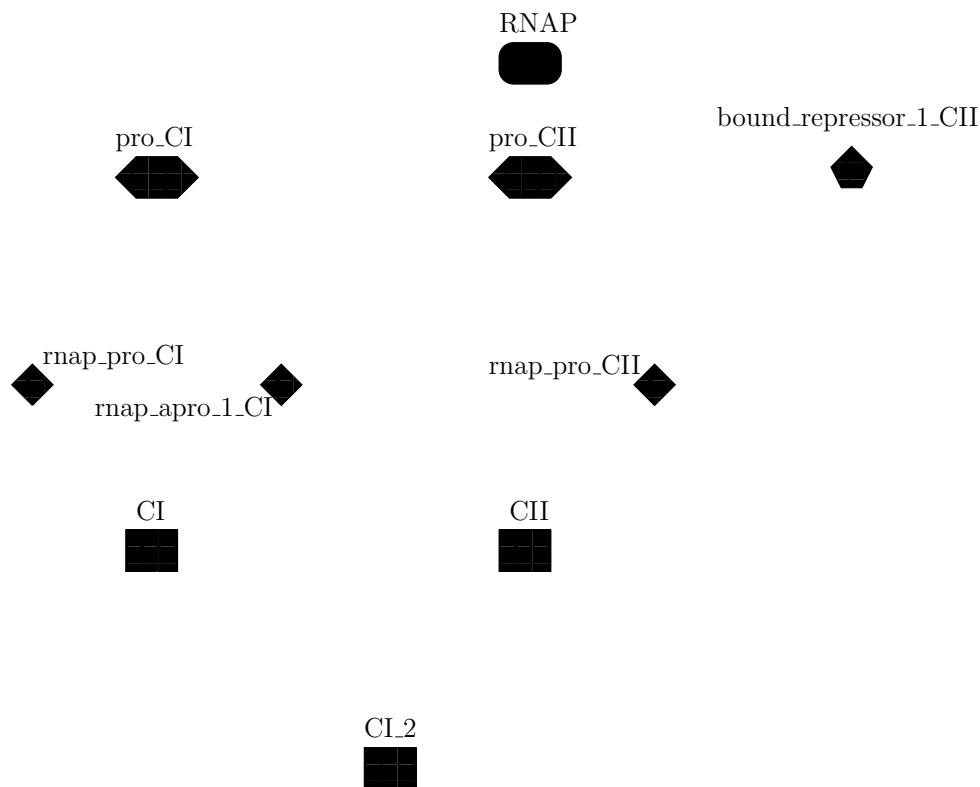 RNAP
bound_repressor_1_CII
pro_CI
pro_CII
rnap_pro_CI
rnap_pro_CII
rnap_apro_1_CI
CI
CII
CI_2